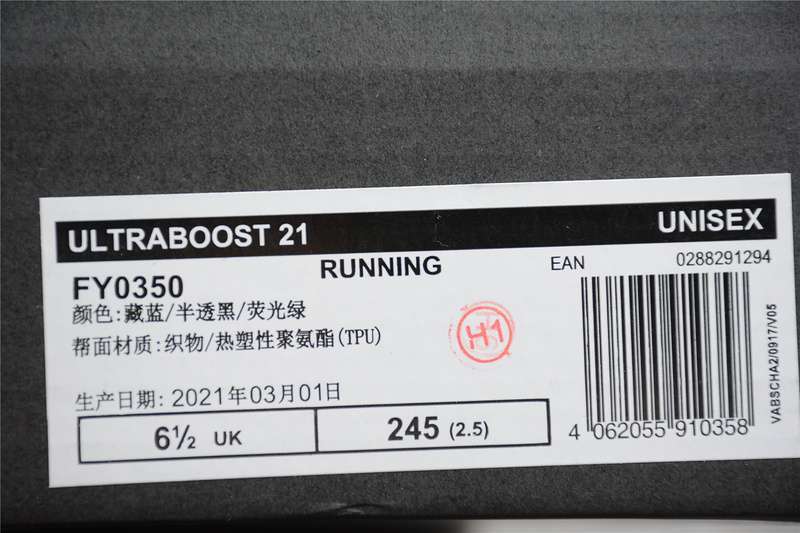 ULTRABOOST 21 UNISEX
FY0350 RUNNING EAN 0288291294
颜色:藏蓝/半透黑/荧光绿
帮面材质:织物/热塑性聚氨酯(TPU)
H1
生产日期: 2021年03月01日
6½ UK 245 (2.5)
4 062055 910358
VABSCHA2/0917/V05